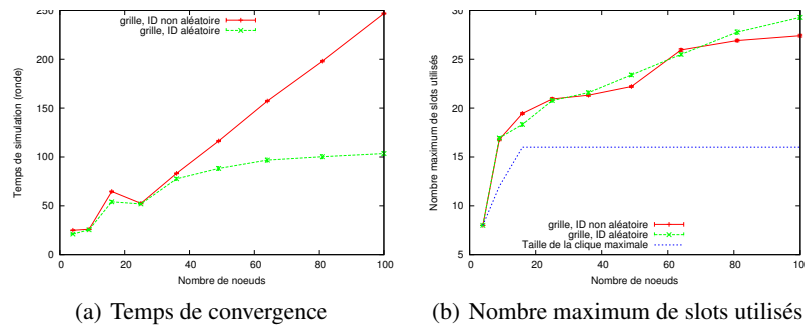 250
200
150
100
50
0
Temps de simulation (ronde)
grille, ID non aléatoire
grille, ID aléatoire
0 20 40 60 80 100
Nombre de noeuds
(a) Temps de convergence
30
25
20
15
10
5
Nombre maximum de slots utilisés
grille, ID non aléatoire
grille, ID aléatoire
Taille de la clique maximale
0 20 40 60 80 100
Nombre de noeuds
(b) Nombre maximum de slots utilisés